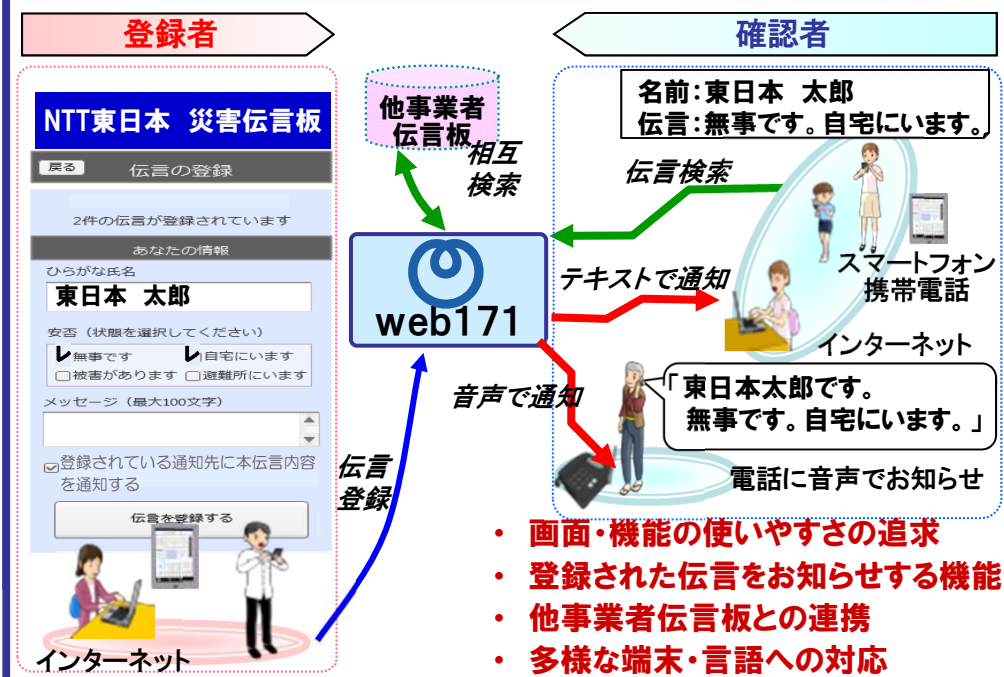 登録者
確認者
NTT東日本 災害伝言板
戻る
伝言の登録
2件の伝言が登録されています
あなたの情報
ひらがな氏名
東日本 太郎
安否（状態を選択してください）
無事です 自宅にいます
被害があります 避難所にいます
メッセージ（最大100文字）
登録されている通知先に本伝言内容
を通知する
伝言を登録する
インターネット
伝言
登録
他事業者
伝言板
相互
検索
web171
名前：東日本 太郎
伝言：無事です。自宅にいます。
伝言検索
スマートフォン
携帯電話
テキストで通知
インターネット
音声で通知
「東日本太郎です。
無事です。自宅にいます。」
電話に音声でお知らせ
・ 画面・機能の使いやすさの追求
・ 登録された伝言をお知らせする機能
・ 他事業者伝言板との連携
・ 多様な端末・言語への対応